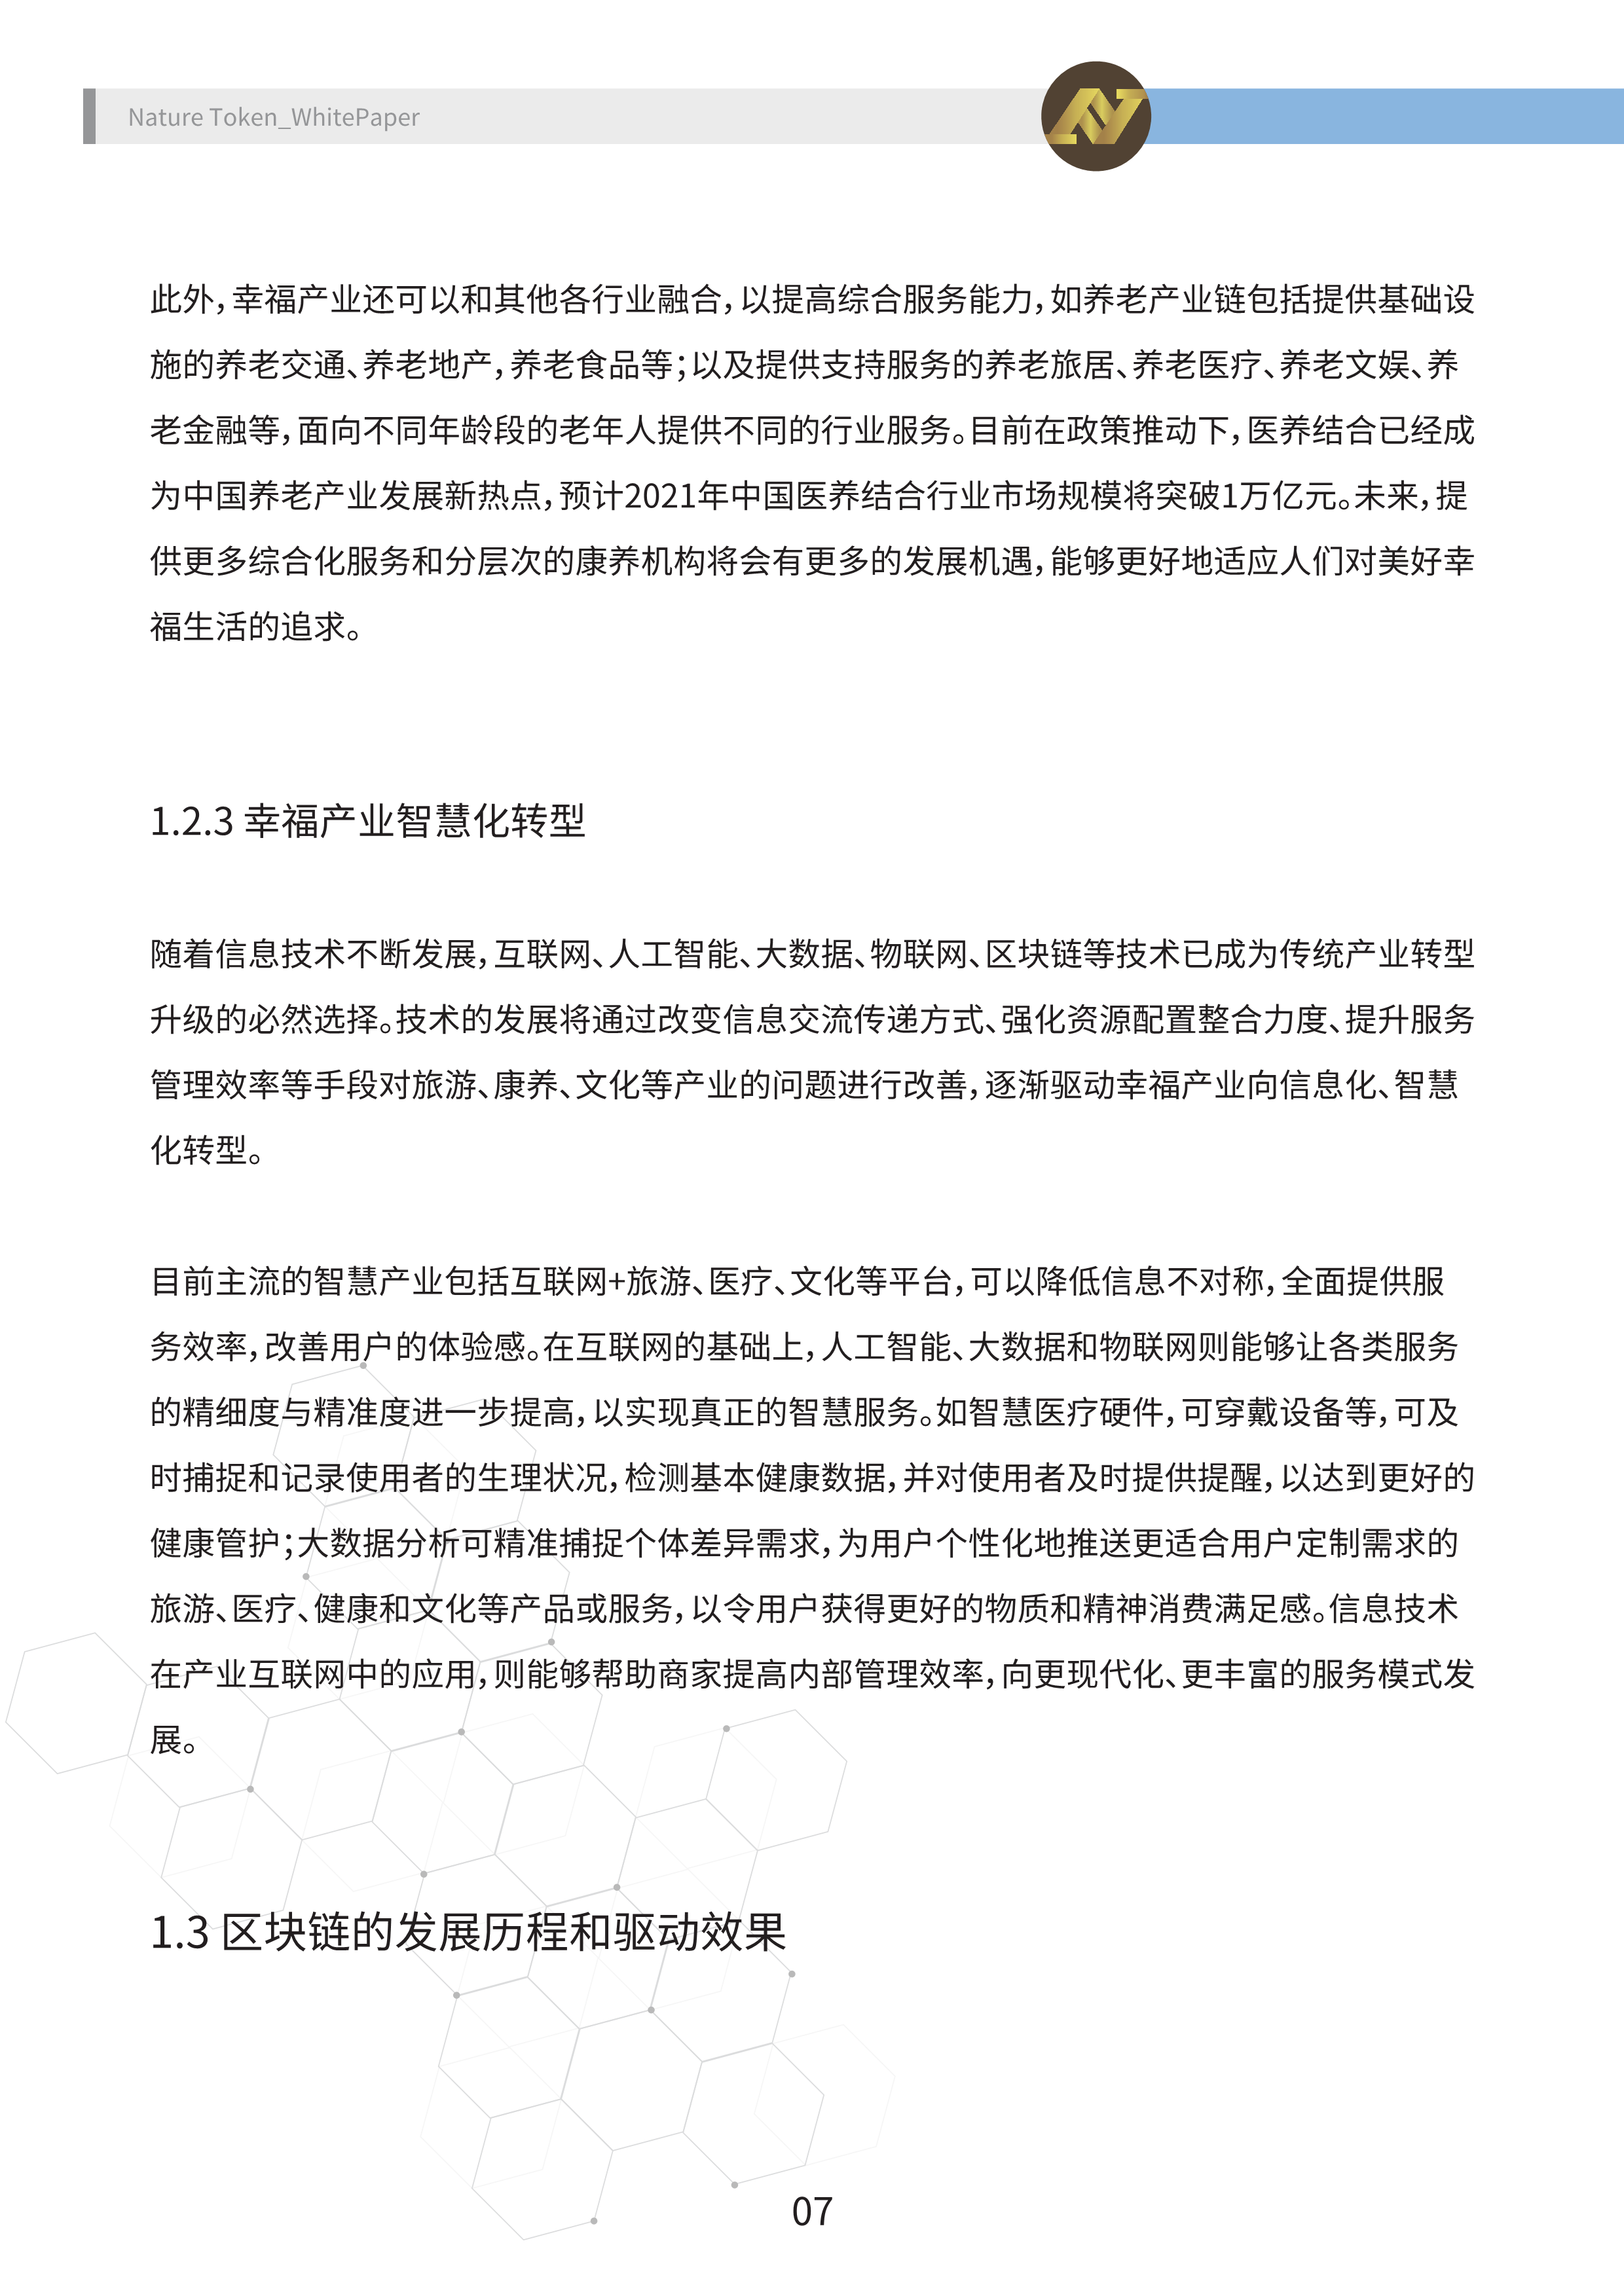 Nature Token_WhitePaper
此外，幸福产业还可以和其他各行业融合，以提高综合服务能力，如养老产业链包括提供基础设
施的养老交通、养老地产，养老食品等；以及提供支持服务的养老旅居、养老医疗、养老文娱、养
老金融等，面向不同年龄段的老年人提供不同的行业服务。目前在政策推动下，医养结合已经成
为中国养老产业发展新热点，预计2021年中国医养结合行业市场规模将突破1万亿元。未来，提
供更多综合化服务和分层次的康养机构将会有更多的发展机遇，能够更好地适应人们对美好幸
福生活的追求。
1.2.3 幸福产业智慧化转型
随着信息技术不断发展，互联网、人工智能、大数据、物联网、区块链等技术已成为传统产业转型
升级的必然选择。技术的发展将通过改变信息交流传递方式、强化资源配置整合力度、提升服务
管理效率等手段对旅游、康养、文化等产业的问题进行改善，逐渐驱动幸福产业向信息化、智慧
化转型。
目前主流的智慧产业包括互联网+旅游、医疗、文化等平台，可以降低信息不对称，全面提供服
务效率，改善用户的体验感。在互联网的基础上，人工智能、大数据和物联网则能够让各类服务
的精细度与精准度进一步提高，以实现真正的智慧服务。如智慧医疗硬件，可穿戴设备等，可及
时捕捉和记录使用者的生理状况，检测基本健康数据，并对使用者及时提供提醒，以达到更好的
健康管护；大数据分析可精准捕捉个体差异需求，为用户个性化地推送更适合用户定制需求的
旅游、医疗、健康和文化等产品或服务，以令用户获得更好的物质和精神消费满足感。信息技术
在产业互联网中的应用，则能够帮助商家提高内部管理效率，向更现代化、更丰富的服务模式发
展。
1.3 区块链的发展历程和驱动效果
07